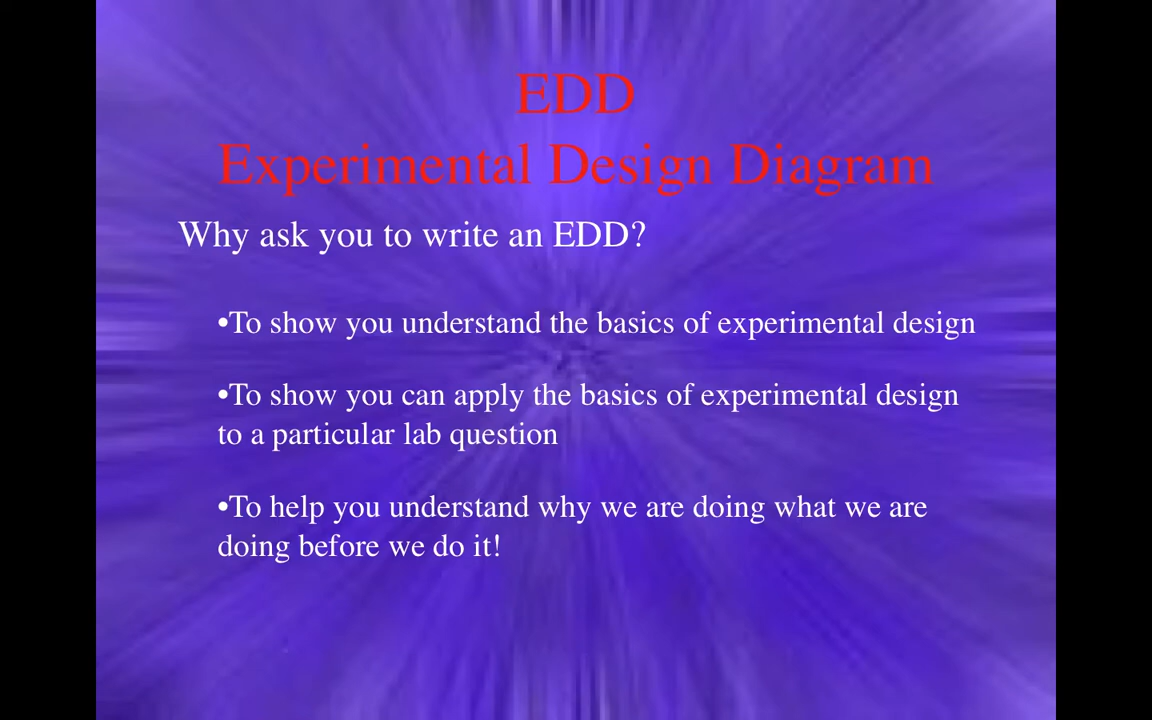 EDD
Experimental Design Diagram
Why ask you to write an EDD?
•To show you understand the basics of experimental design
•To show you can apply the basics of experimental design
to a particular lab question
•To help you understand why we are doing what we are
doing before we do it!